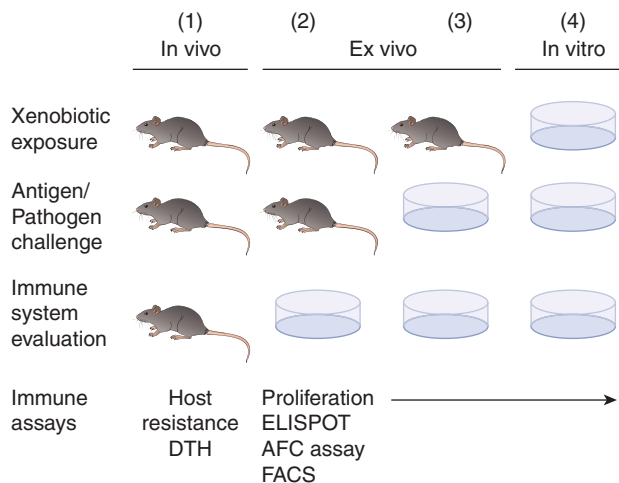 (1) (2) (3) (4)
In vivo Ex vivo In vitro
Xenobiotic
exposure
Antigen/
Pathogen
challenge
Immune
system
evaluation
Immune Host Proliferation
assays resistance ELISPOT
DTH AFC assay
FACS